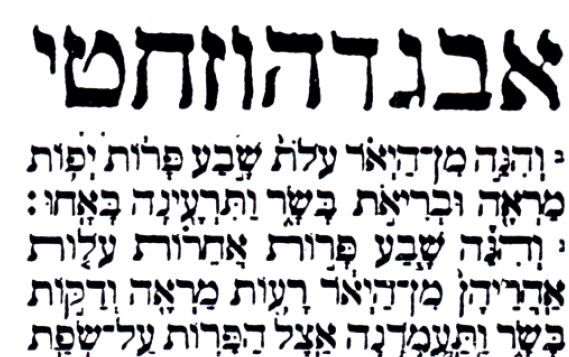 אבגדהוזחטי
ב וְהִנֵּה מִן־הַיְאֹר עֹלֹת שֶׁבַע פָּרוֹת יְפוֹת
מַרְאֶה וּבְרִיאֹת בָּשָׂר וַתִּרְעֶינָה בָּאָחוּ׃
ג וְהִנֵּה שֶׁבַע פָּרוֹת אֲחֵרוֹת עֹלוֹת
אַחֲרֵיהֶן מִן־הַיְאֹר רָעוֹת מַרְאֶה וְדַקּוֹת
בָּשָׂר וַתַּעֲמֹדְנָה אֵצֶל הַפָּרוֹת עַל־שְׂפַת